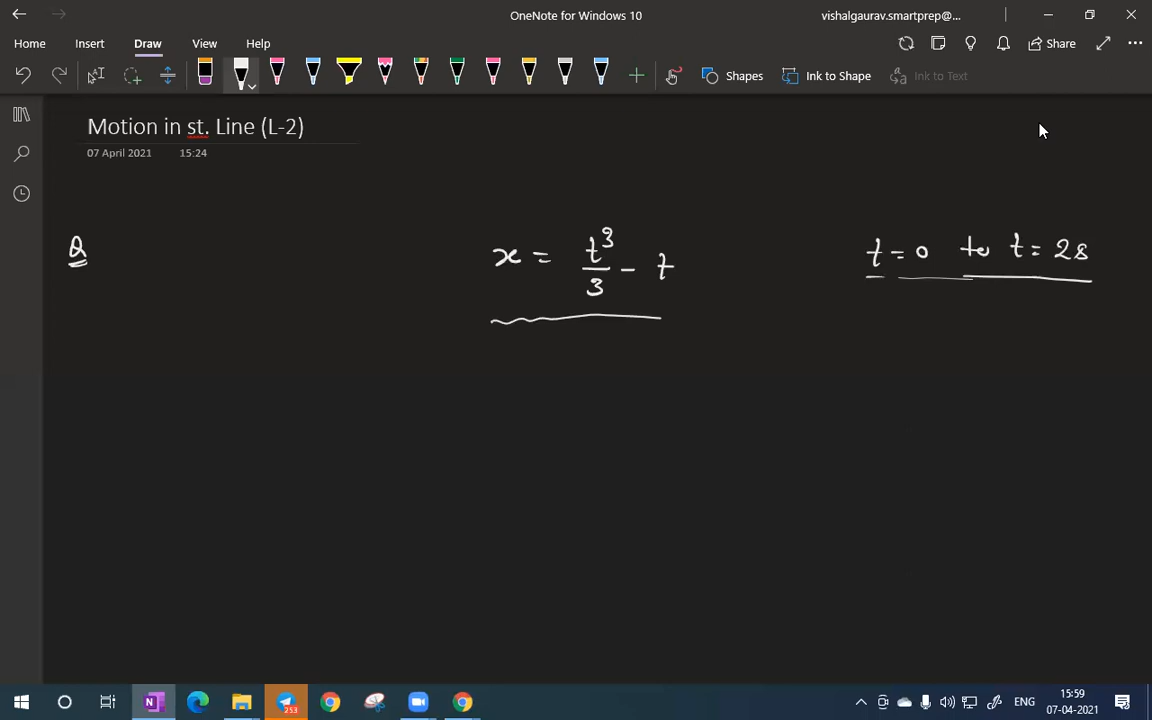 OneNote for Windows 10
vishalgaurav.smartprep@...
Home Insert Draw View Help
Share
Shapes Ink to Shape Ink to Text
Motion in st. Line (L-2)
07 April 2021 15:24
Q x = t³/3 - t t = 0 to t = 2s
253
ENG
15:59
07-04-2021